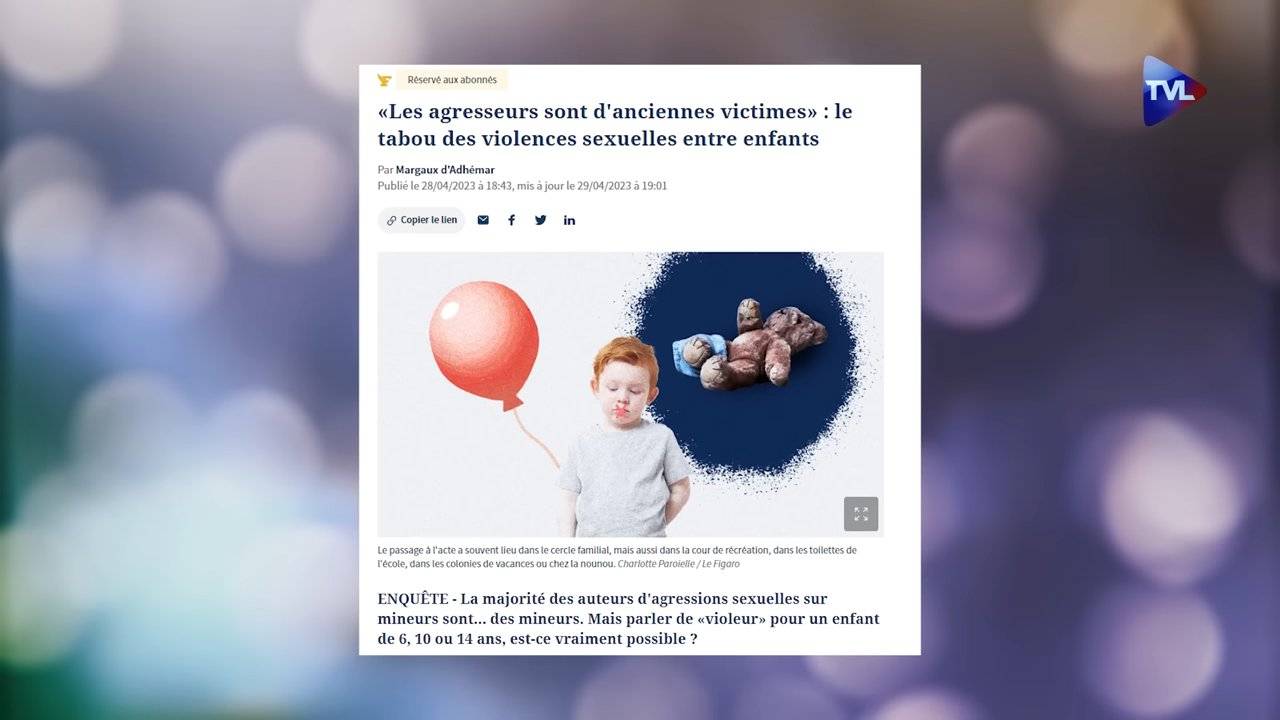 TVL
Réservé aux abonnés
«Les agresseurs sont d'anciennes victimes» : le
tabou des violences sexuelles entre enfants
Par Margaux d'Adhémar
Publié le 28/04/2023 à 18:43, mis à jour le 29/04/2023 à 19:01
Copier le lien
Le passage à l'acte a souvent lieu dans le cercle familial, mais aussi dans la cour de récréation, dans les toilettes de
l'école, dans les colonies de vacances ou chez la nounou. Charlotte Paroielle / Le Figaro
ENQUÊTE - La majorité des auteurs d'agressions sexuelles sur
mineurs sont... des mineurs. Mais parler de «violeur» pour un enfant
de 6, 10 ou 14 ans, est-ce vraiment possible ?